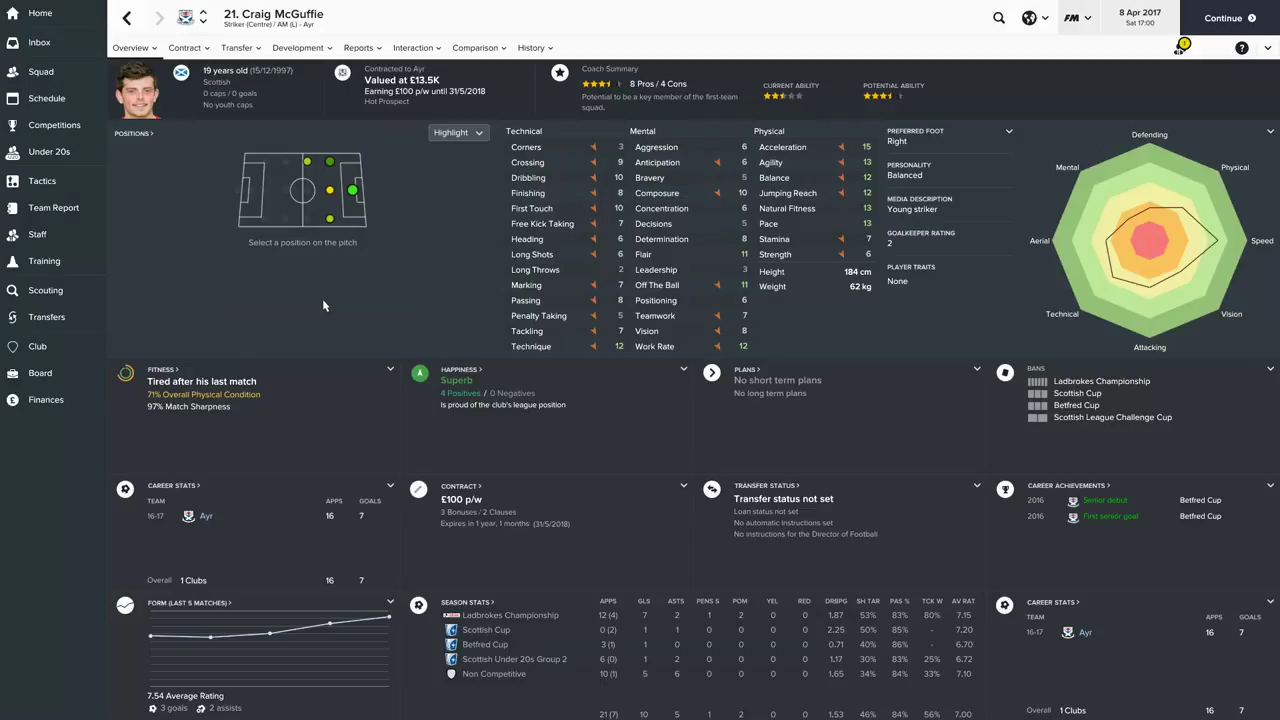 Home
Inbox
Squad
Schedule
Competitions
Under 20s
Tactics
Team Report
Staff
Training
Scouting
Transfers
Club
Board
Finances
21. Craig McGuffie
Striker (Centre) / AM (L) - Ayr
FM
8 Apr 2017
Sat 17:00
Continue
Overview
Contract
Transfer
Development
Reports
Interaction
Comparison
History
19 years old (15/12/1997)
Scottish
0 caps / 0 goals
No youth caps
Contracted to Ayr
Valued at £13.5K
Earning £100 p/w until 31/5/2018
Hot Prospect
Coach Summary
8 Pros / 4 Cons
Potential to be a key member of the first-team
squad.
CURRENT ABILITY
POTENTIAL ABILITY
POSITIONS >
Highlight
Select a position on the pitch
Technical
Corners 3
Crossing 9
Dribbling 10
Finishing 8
First Touch 10
Free Kick Taking 7
Heading 6
Long Shots 6
Long Throws 2
Marking 7
Passing 8
Penalty Taking 5
Tackling 7
Technique 12
Mental
Aggression 6
Anticipation 6
Bravery 5
Composure 10
Concentration 6
Decisions 5
Determination 8
Flair 11
Leadership 3
Off The Ball 11
Positioning 6
Teamwork 7
Vision 8
Work Rate 12
Physical
Acceleration 15
Agility 13
Balance 12
Jumping Reach 12
Natural Fitness 13
Pace 13
Stamina 7
Strength 6
Height 184 cm
Weight 62 kg
PREFERRED FOOT
Right
PERSONALITY
Balanced
MEDIA DESCRIPTION
Young striker
GOALKEEPER RATING
2
PLAYER TRAITS
None
Defending
Mental
Physical
Aerial
Speed
Technical
Vision
Attacking
FITNESS >
Tired after his last match
71% Overall Physical Condition
97% Match Sharpness
HAPPINESS >
Superb
4 Positives / 0 Negatives
Is proud of the club's league position
PLANS >
No short term plans
No long term plans
BANS
Ladbrokes Championship
Scottish Cup
Betfred Cup
Scottish League Challenge Cup
CAREER STATS >
TEAM APPS GOALS
16-17 Ayr 16 7
Overall 1 Clubs 16 7
CONTRACT >
£100 p/w
3 Bonuses / 2 Clauses
Expires in 1 year, 1 months (31/5/2018)
TRANSFER STATUS >
Transfer status not set
Loan status not set
No automatic instructions set
No instructions for the Director of Football
CAREER ACHIEVEMENTS >
2016 Senior debut Betfred Cup
2016 First senior goal Betfred Cup
FORM (LAST 5 MATCHES) >
7.54 Average Rating
3 goals 2 assists
SEASON STATS > APPS GLS ASTS PENS S POM YEL RED DRBPG SH TAR PAS % TCK W AV RAT
Ladbrokes Championship 12 (4) 7 2 1 2 0 0 1.87 53% 83% 80% 7.15
Scottish Cup 0 (2) 1 1 0 0 0 0 2.25 50% 85% - 7.20
Betfred Cup 3 (1) 1 0 0 0 0 0 0.71 40% 86% - 6.70
Scottish Under 20s Group 2 6 (0) 1 2 0 0 0 0 1.17 30% 83% 25% 6.72
Non Competitive 10 (1) 5 6 0 0 0 0 1.65 34% 84% 33% 7.10
21 (7) 10 5 1 2 0 0 1.53 46% 84% 56% 7.00
CAREER STATS >
TEAM APPS GOALS
16-17 Ayr 16 7
Overall 1 Clubs 16 7